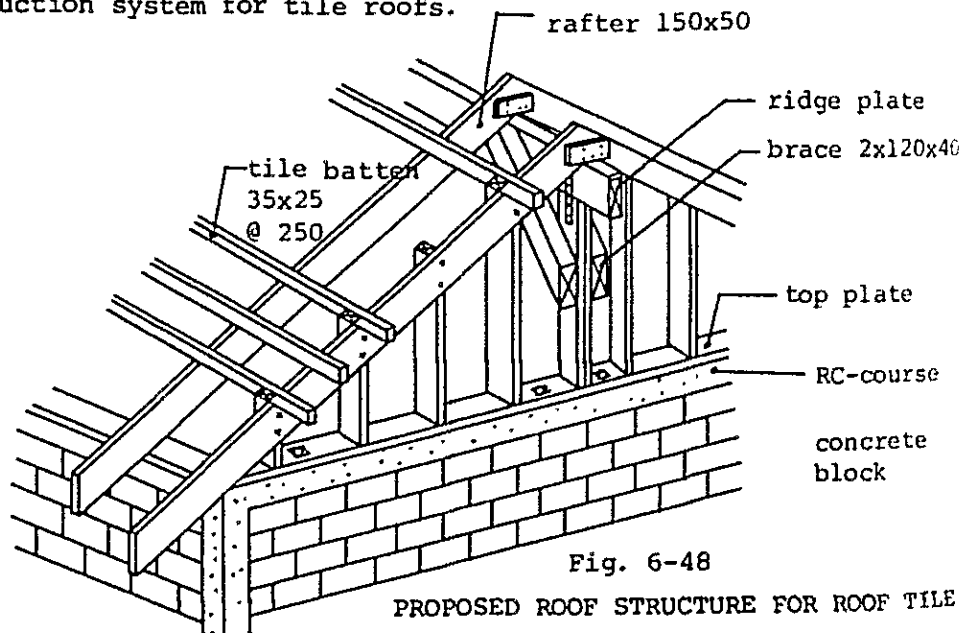 uction system for tile roofs.
rafter 150x50
ridge plate
brace 2x120x40
tile batten
35x25
@ 250
top plate
RC-course
concrete
block
Fig. 6-48
PROPOSED ROOF STRUCTURE FOR ROOF TILE